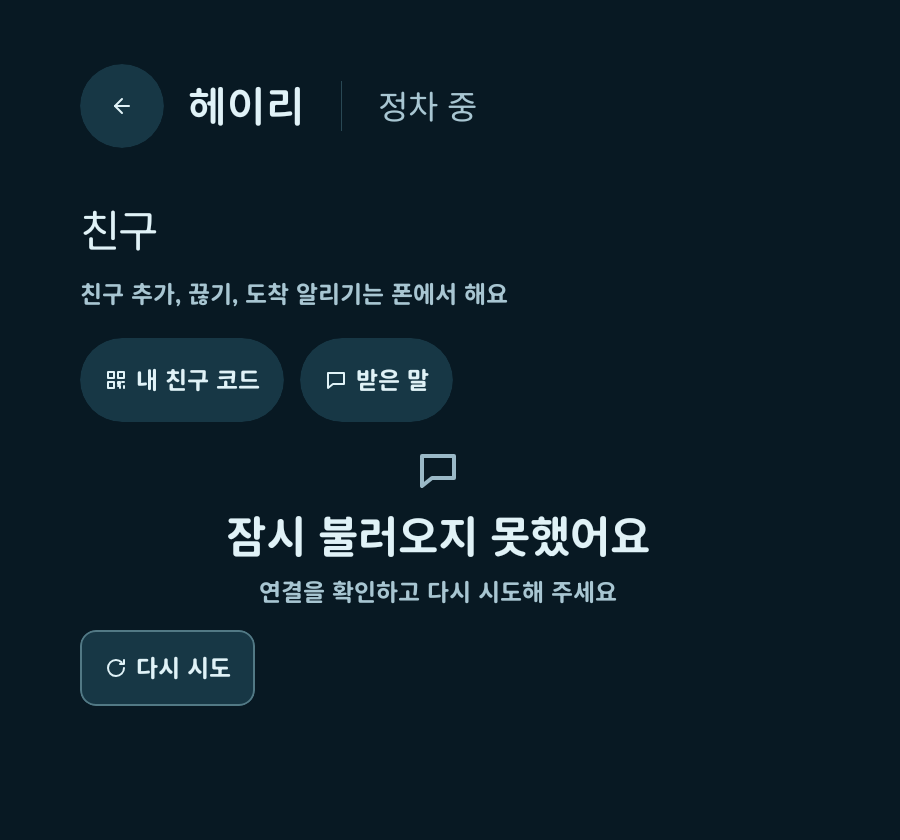 헤이리
정차 중
친구
친구 추가, 끊기, 도착 알리기는 폰에서 해요
내 친구 코드
받은 말
잠시 불러오지 못했어요
연결을 확인하고 다시 시도해 주세요
다시 시도